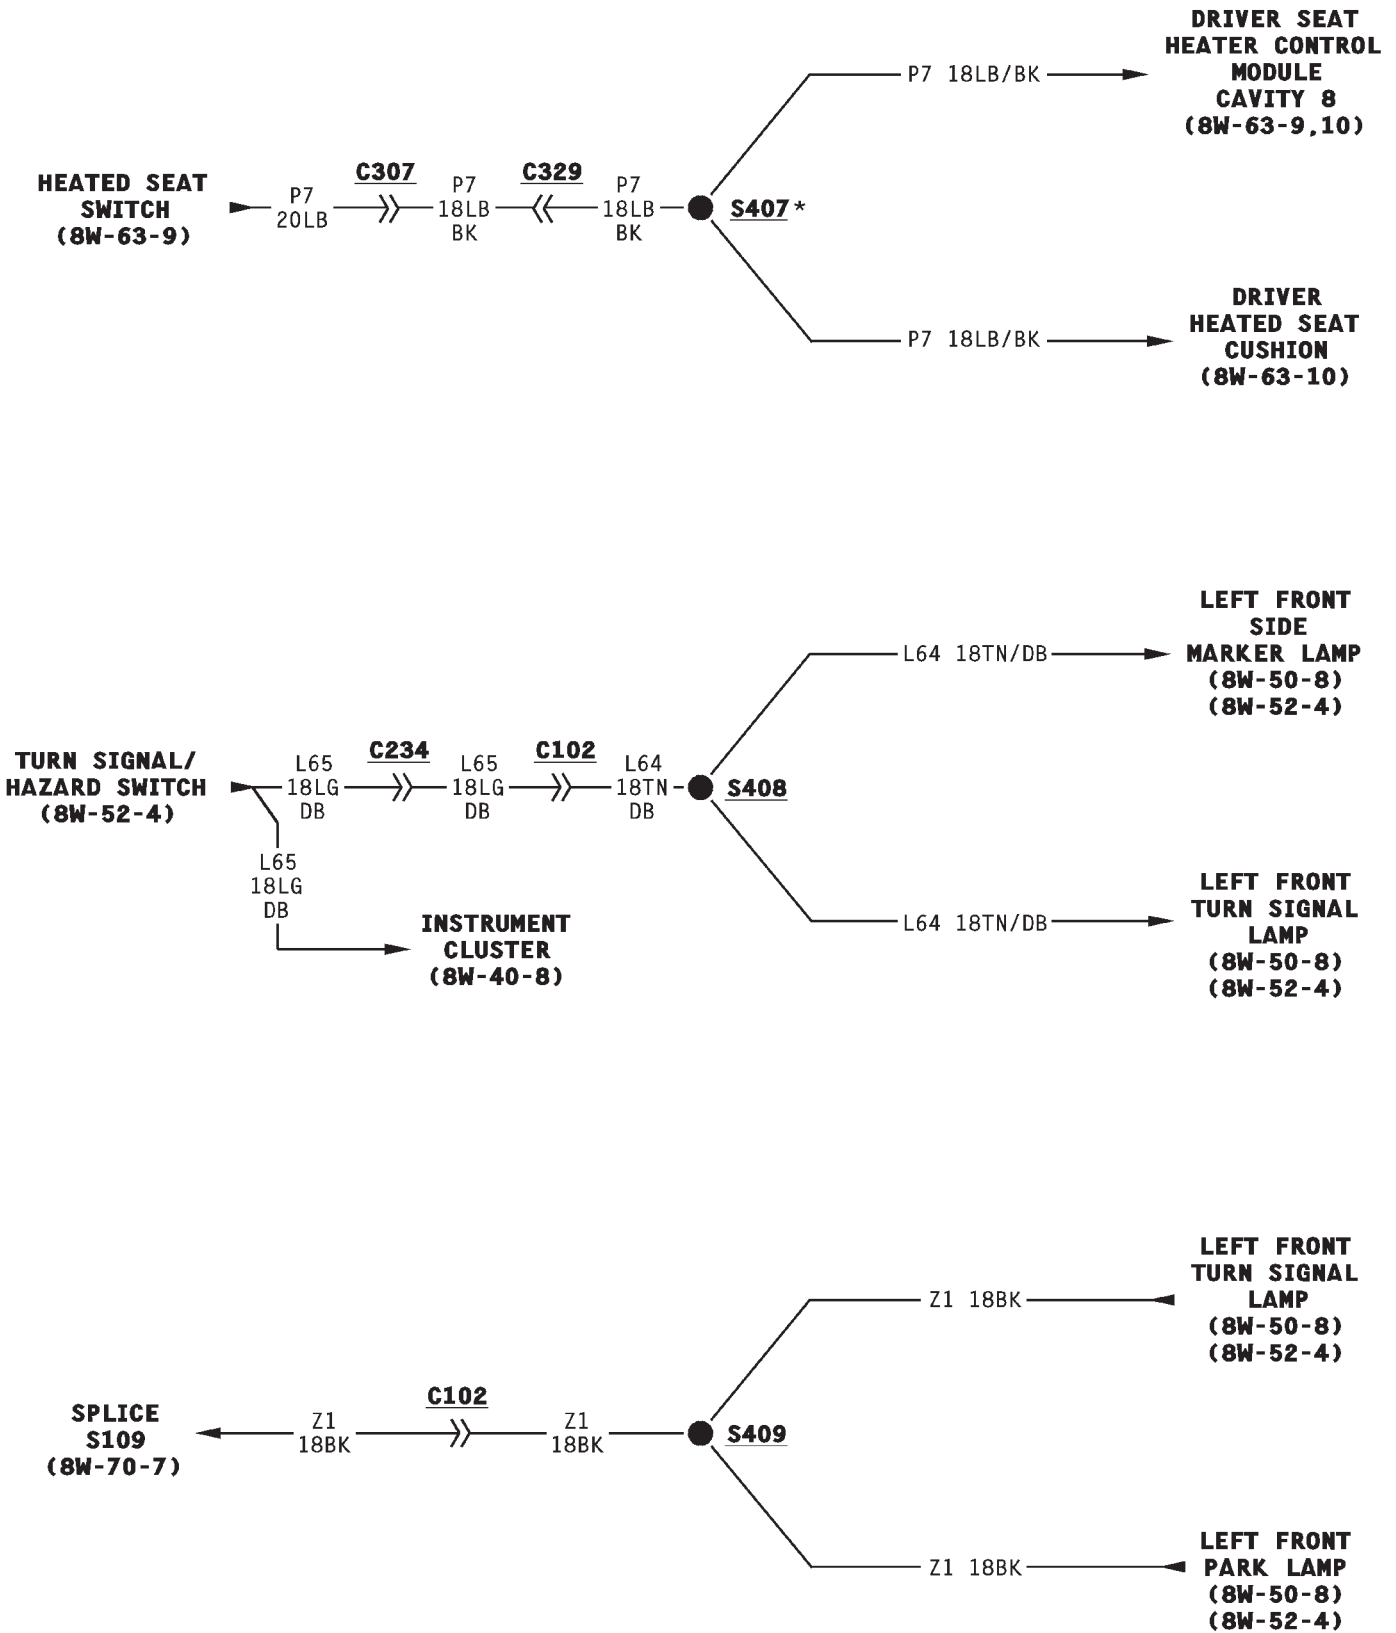 DRIVER SEAT
HEATER CONTROL
MODULE
CAVITY 8
(8W-63-9,10)
P7 18LB/BK
HEATED SEAT
SWITCH
(8W-63-9)
P7
20LB
C307
P7
18LB
BK
C329
P7
18LB
BK
S407*
P7 18LB/BK
DRIVER
HEATED SEAT
CUSHION
(8W-63-10)
LEFT FRONT
SIDE
MARKER LAMP
(8W-50-8)
(8W-52-4)
L64 18TN/DB
TURN SIGNAL/
HAZARD SWITCH
(8W-52-4)
L65
18LG
DB
C234
L65
18LG
DB
C102
L64
18TN
DB
S408
L65
18LG
DB
INSTRUMENT
CLUSTER
(8W-40-8)
L64 18TN/DB
LEFT FRONT
TURN SIGNAL
LAMP
(8W-50-8)
(8W-52-4)
LEFT FRONT
TURN SIGNAL
LAMP
(8W-50-8)
(8W-52-4)
Z1 18BK
SPLICE
S109
(8W-70-7)
Z1
18BK
C102
Z1
18BK
S409
Z1 18BK
LEFT FRONT
PARK LAMP
(8W-50-8)
(8W-52-4)